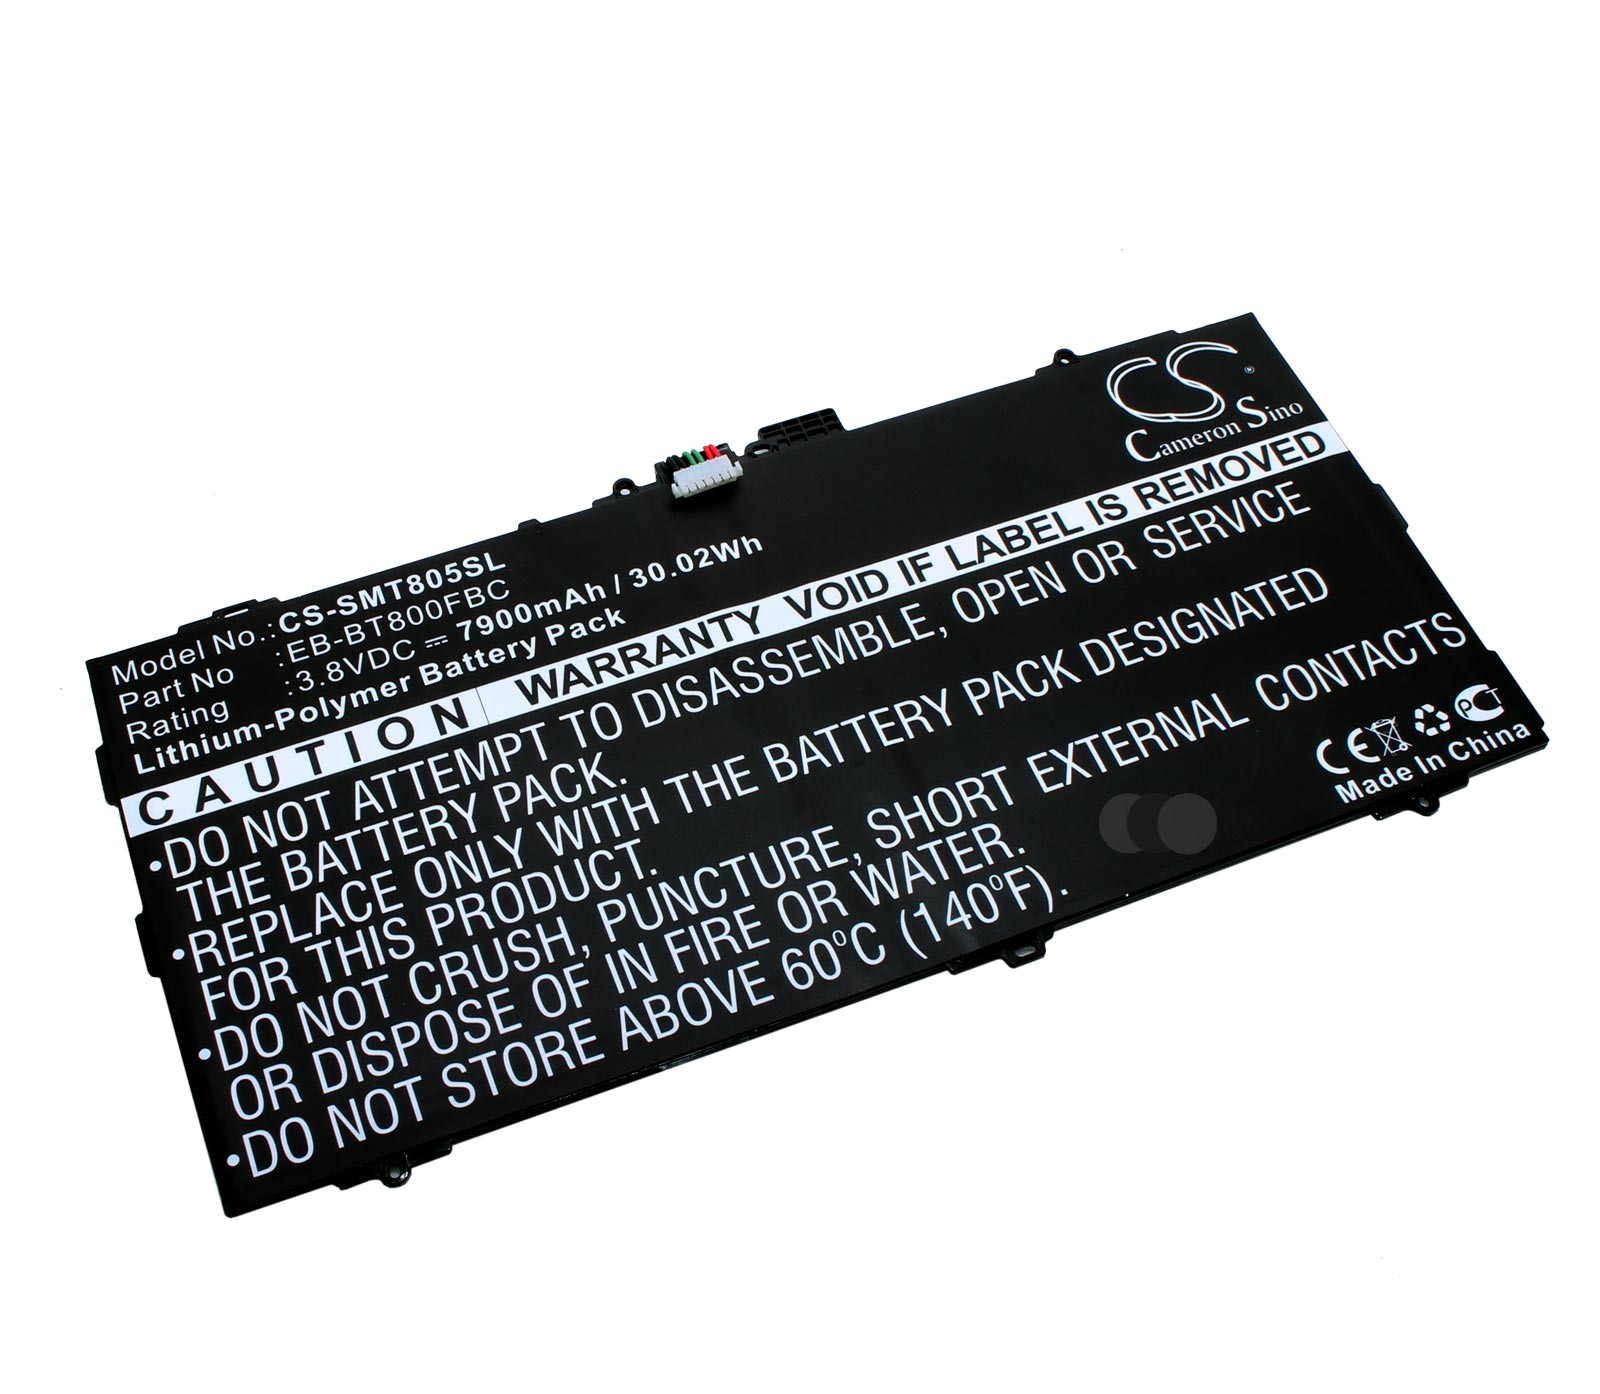 CS
®
Cameron Sino
Model No.: CS-SMT805SL
Part No : EB-BT800FBC
Rating : 3.8VDC ⎓ 7900mAh / 30.02Wh
Lithium-Polymer Battery Pack
CAUTION WARRANTY VOID IF LABEL IS REMOVED
•DO NOT ATTEMPT TO DISASSEMBLE, OPEN OR SERVICE
THE BATTERY PACK.
•REPLACE ONLY WITH THE BATTERY PACK DESIGNATED
FOR THIS PRODUCT.
•DO NOT CRUSH, PUNCTURE, SHORT EXTERNAL CONTACTS
OR DISPOSE OF IN FIRE OR WATER.
•DO NOT STORE ABOVE 60°C (140°F).
CE PCT
Made In China